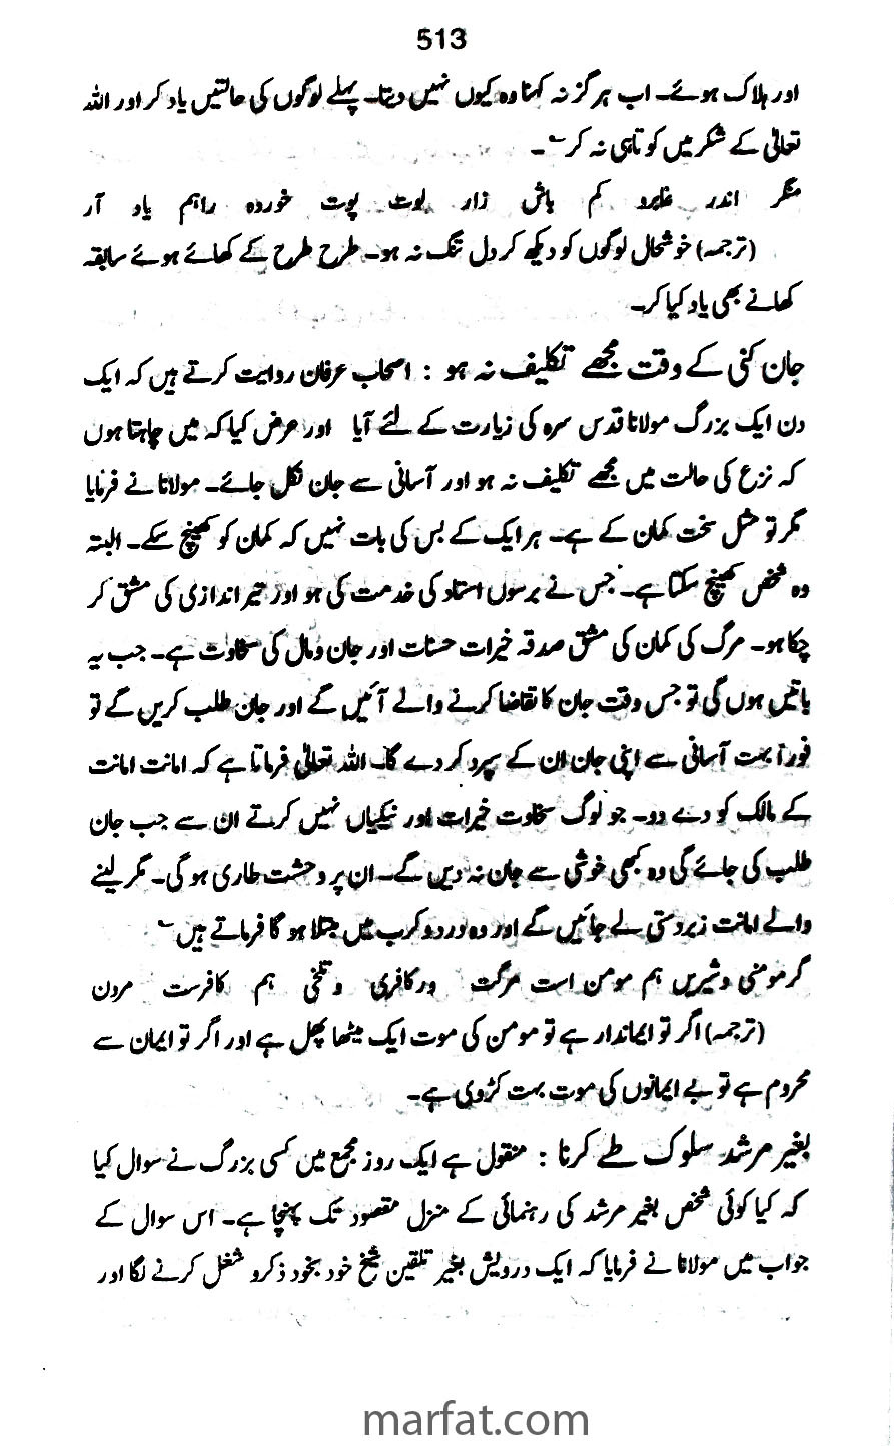 513
اور ہلاک ہوئے۔ اب ہرگز نہ کہنا وہ کیوں نہیں دیتا۔ پہلے لوگوں کی حالتیں یاد کر اور اللہ
تعالیٰ کے شکر میں کوتاہی نہ کر ؎ ۔
منگر اندر غابرو کم باش زار لوت پوت خوردہ راہم یاد آر
(ترجمہ) خوشحال لوگوں کو دیکھ کر دل تنگ نہ ہو۔ طرح طرح کے کھائے ہوئے سابقہ
کھانے بھی یاد کیا کر۔
جان کنی کے وقت مجھے تکلیف نہ ہو : اصحاب عرفان روایت کرتے ہیں کہ ایک
دن ایک بزرگ مولانا قدس سرہ کی زیارت کے لئے آیا اور عرض کیا کہ میں چاہتا ہوں
کہ نزع کی حالت میں مجھے تکلیف نہ ہو اور آسانی سے جان نکل جائے۔ مولانا نے فرمایا
مگر تو مثل سخت کمان کے ہے۔ ہر ایک کے بس کی بات نہیں کہ کمان کو کھینچ سکے۔ البتہ
وہ شخص کھینچ سکتا ہے۔ جس نے برسوں استاد کی خدمت کی ہو اور تیر اندازی کی مشق کر
چکا ہو۔ مرگ کی کمان کی مشق صدقہ خیرات حسنات اور جان و مال کی سخاوت ہے۔ جب یہ
باتیں ہوں گی تو جس وقت جان کا تقاضا کرنے والے آئیں گے اور جان طلب کریں گے تو
فوراً بہت آسانی سے اپنی جان ان کے سپرد کر دے گا۔ اللہ تعالیٰ فرماتا ہے کہ امانت امانت
کے مالک کو دے دو۔ جو لوگ سخاوت خیرات اور نیکیاں نہیں کرتے ان سے جب جان
طلب کی جائے گی وہ کبھی خوشی سے جان نہ دیں گے۔ ان پر وحشت طاری ہو گی۔ مگر لینے
والے امانت زبردستی لے جائیں گے اور وہ درد و کرب میں مبتلا ہو گا فرماتے ہیں ؎
گر مومنی و شیریں ہم مومن است مرگت ور کافری و تلخی ہم کافرست مردن
(ترجمہ) اگر تو ایماندار ہے تو مومن کی موت ایک میٹھا پھل ہے اور اگر تو ایمان سے
محروم ہے تو بے ایمانوں کی موت بہت کڑوی ہے۔
بغیر مرشد سلوک طے کرنا : منقول ہے ایک روز مجمع میں کسی بزرگ نے سوال کیا
کہ کیا کوئی شخص بغیر مرشد کی رہنمائی کے منزل مقصود تک پہنچا ہے۔ اس سوال کے
جواب میں مولانا نے فرمایا کہ ایک درویش بغیر تلقین شیخ خود بخود ذکر و شغل کرنے لگا اور
marfat.com